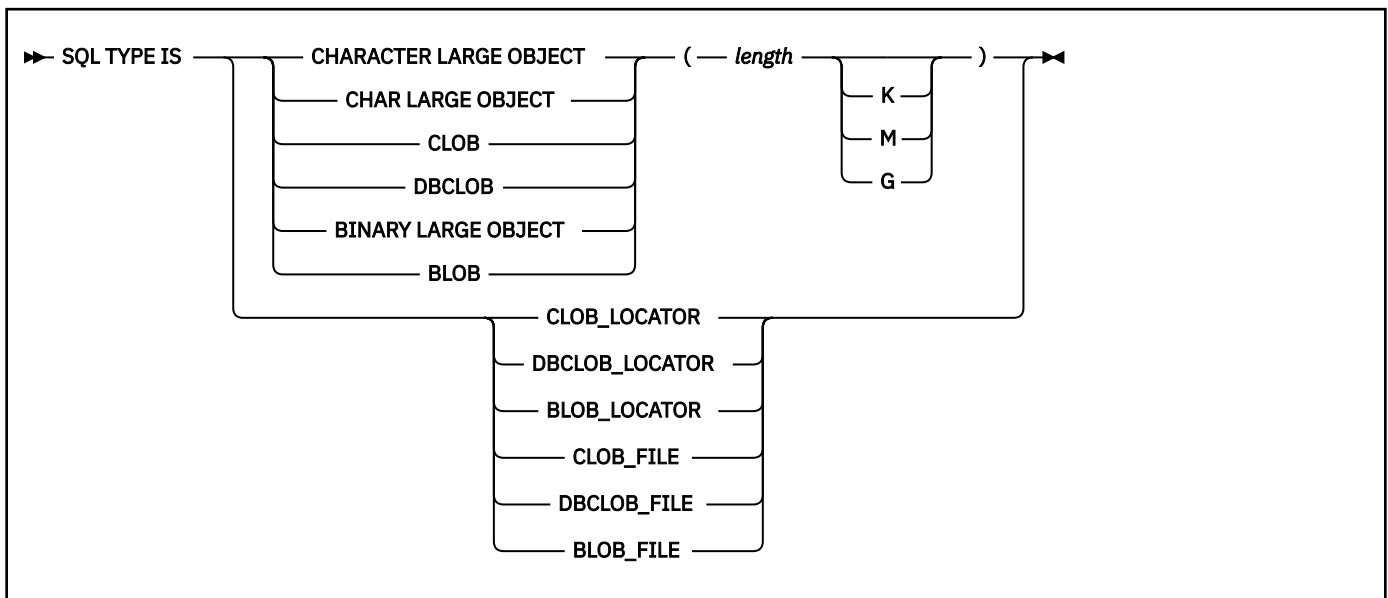 SQL TYPE IS CHARACTER LARGE OBJECT ( length )
CHAR LARGE OBJECT K
CLOB M
DBCLOB G
BINARY LARGE OBJECT
BLOB
CLOB_LOCATOR
DBCLOB_LOCATOR
BLOB_LOCATOR
CLOB_FILE
DBCLOB_FILE
BLOB_FILE